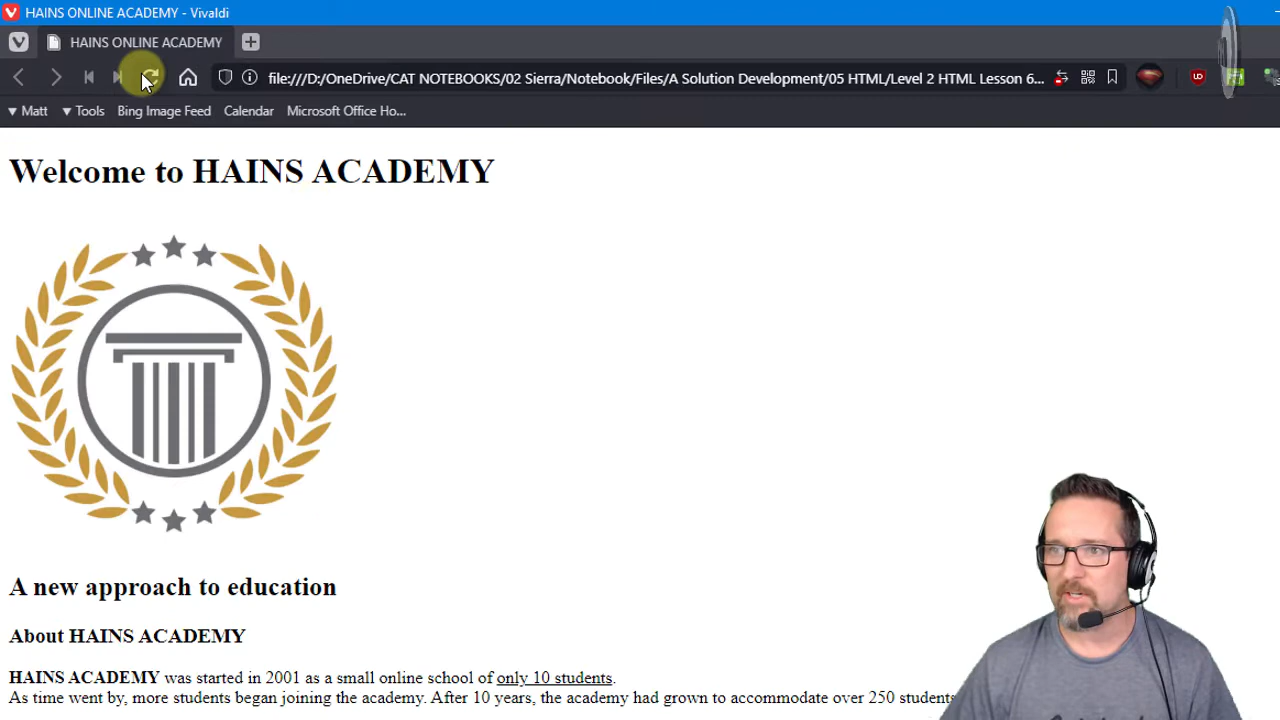 HAINS ONLINE ACADEMY - Vivaldi
HAINS ONLINE ACADEMY
file:///D:/OneDrive/CAT NOTEBOOKS/02 Sierra/Notebook/Files/A Solution Development/05 HTML/Level 2 HTML Lesson 6...
Matt
Tools
Bing Image Feed
Calendar
Microsoft Office Ho...
Welcome to HAINS ACADEMY
A new approach to education
About HAINS ACADEMY
HAINS ACADEMY was started in 2001 as a small online school of only 10 students.
As time went by, more students began joining the academy. After 10 years, the academy had grown to accommodate over 250 students